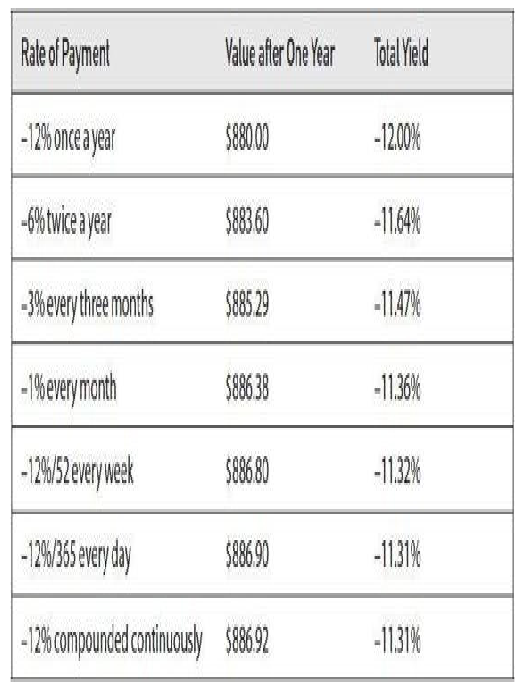 Rate of Payment Value after One Year Total Yield
–12% once a year $880.00 –12.00%
–6% twice a year $883.60 –11.64%
–3% every three months $885.29 –11.47%
–1% every month $886.38 –11.36%
–12%/52 every week $886.80 –11.32%
–12%/365 every day $886.90 –11.31%
–12% compounded continuously $886.92 –11.31%